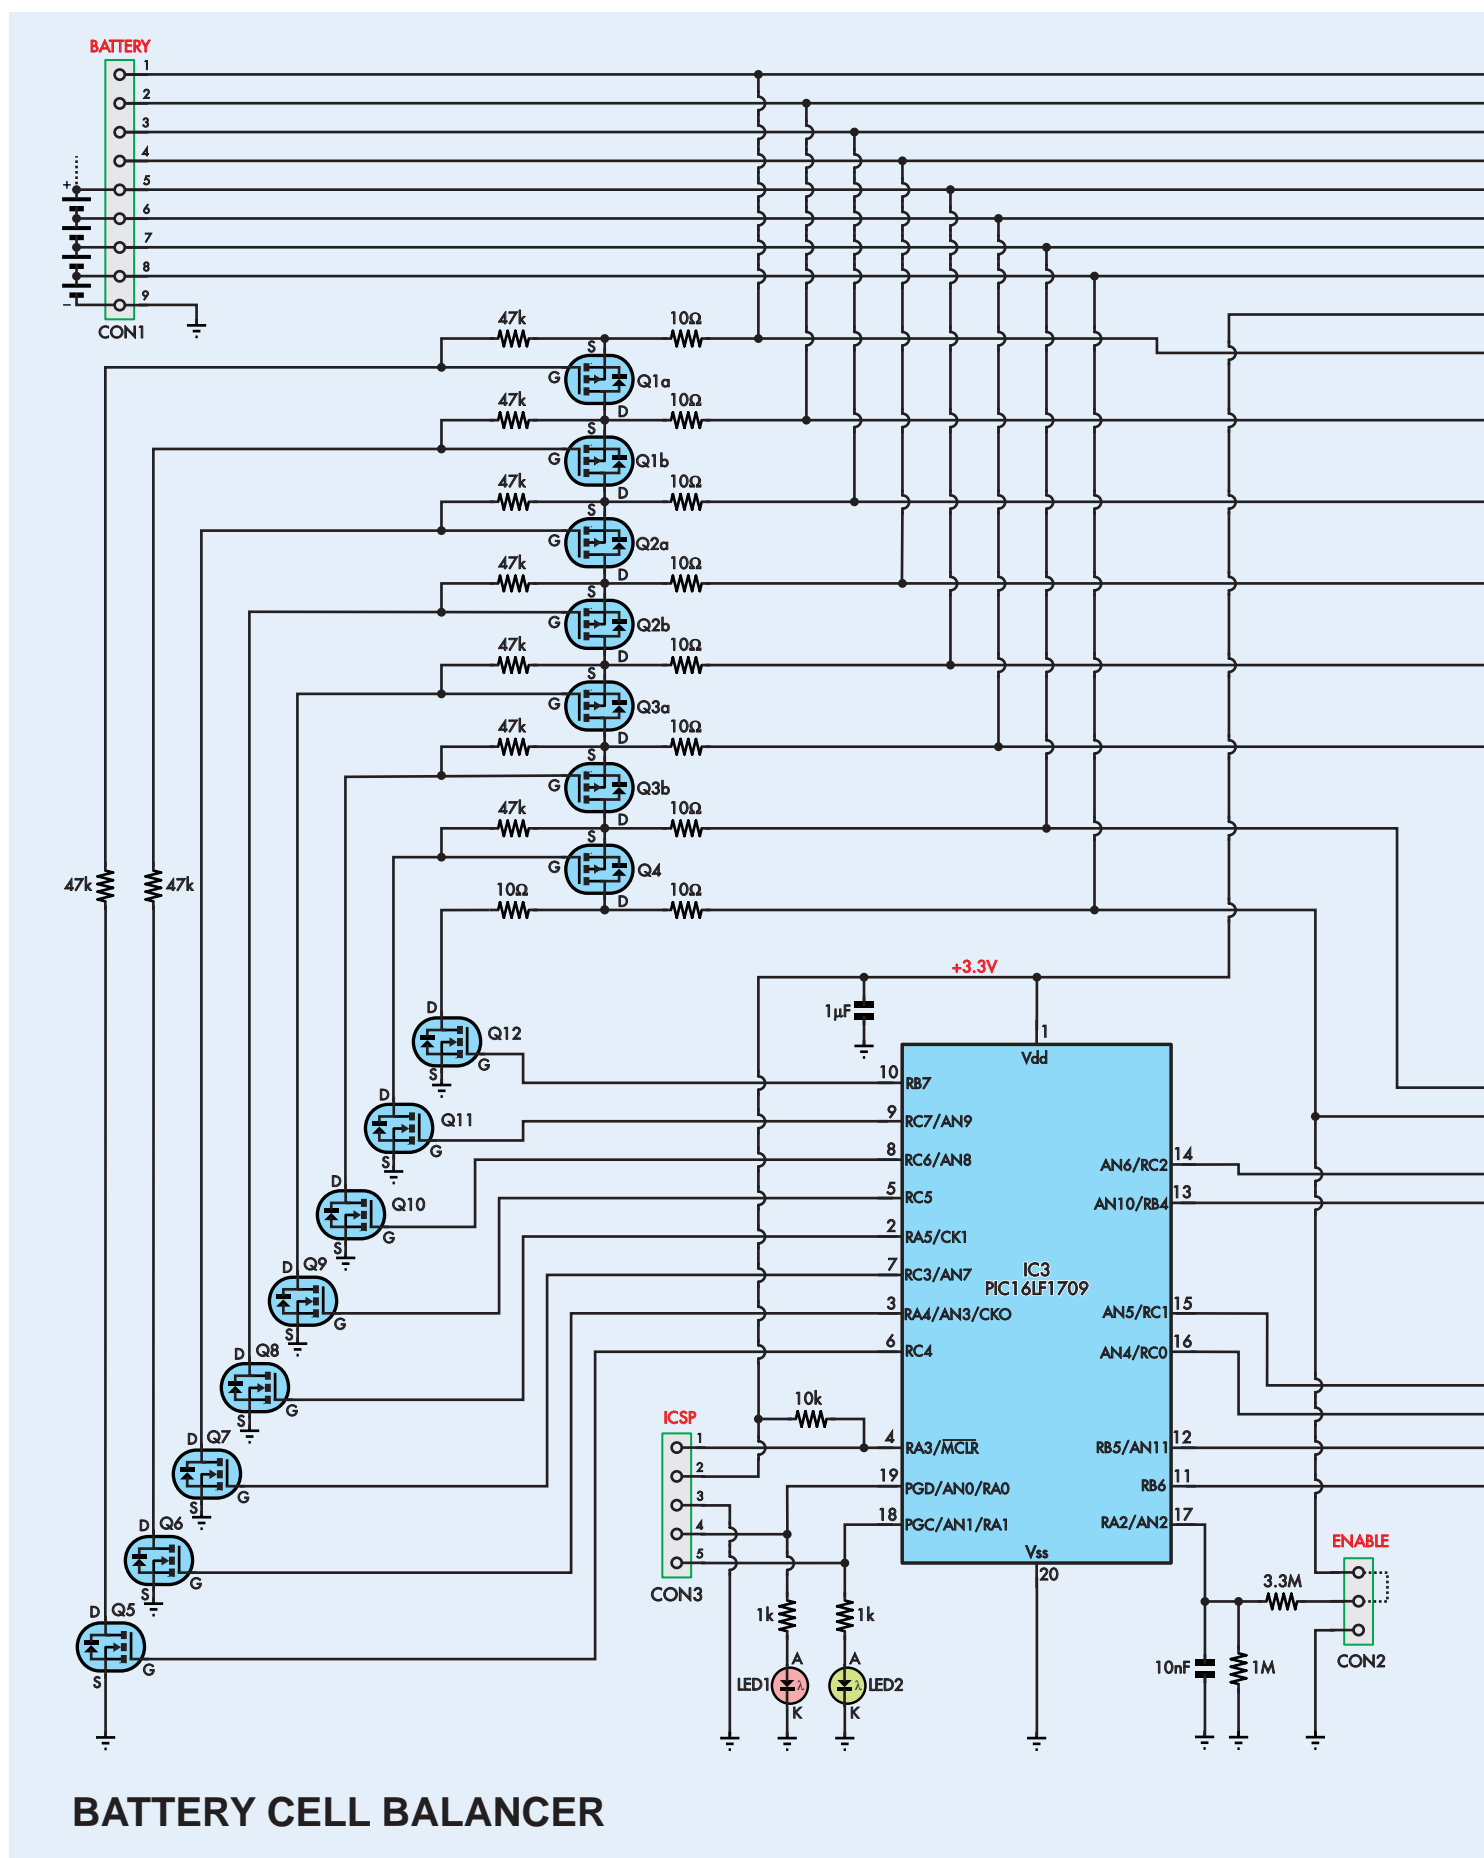 BATTERY
1
2
3
4
+
5
6
7
8
−
9
CON1
47k
10Ω
S
G
Q1a
D
47k
10Ω
S
G
Q1b
D
47k
10Ω
S
G
Q2a
D
47k
10Ω
S
G
Q2b
D
47k
10Ω
S
G
Q3a
D
47k
10Ω
S
G
Q3b
D
47k
10Ω
S
G
Q4
D
47k
47k
10Ω
10Ω
+3.3V
1µF
1
Vdd
D
Q12
S
G
10
RB7
D
Q11
S
G
9
RC7/AN9
8
RC6/AN8
AN6/RC2
14
D
Q10
S
G
5
RC5
AN10/RB4
13
2
RA5/CK1
D
Q9
S
G
7
RC3/AN7
IC3
PIC16LF1709
3
RA4/AN3/CKO
AN5/RC1
15
D
Q8
S
G
6
RC4
AN4/RC0
16
10k
ICSP
D
Q7
S
G
1
4
RA3/MCLR
RB5/AN11
12
2
19
PGD/AN0/RA0
RB6
11
3
D
Q6
S
G
4
18
PGC/AN1/RA1
RA2/AN2
17
5
Vss
20
ENABLE
CON3
3.3M
D
Q5
S
G
1k
1k
CON2
A
A
LED1
λ
λ
LED2
K
K
10nF
1M
BATTERY CELL BALANCER